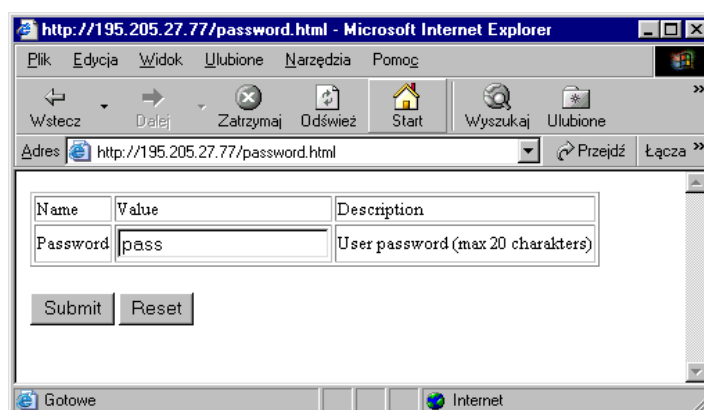 http://195.205.27.77/password.html - Microsoft Internet Explorer
Plik Edycja Widok Ulubione Narzędzia Pomoc
Wstecz Dalej Zatrzymaj Odśwież Start Wyszukaj Ulubione »
Adres http://195.205.27.77/password.html Przejdź Łącza »
Name Value Description
Password pass User password (max 20 charakters)
Submit Reset
Gotowe Internet